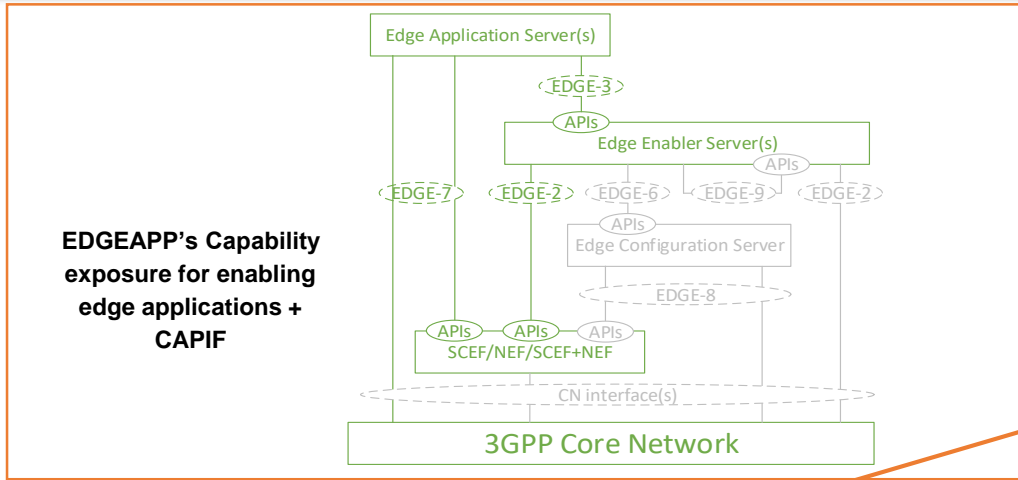 Edge Application Server(s)
EDGE-3
APIs
Edge Enabler Server(s)
APIs
EDGE-7
EDGE-2
EDGE-6
EDGE-9
EDGE-2
APIs
Edge Configuration Server
EDGEAPP’s Capability
exposure for enabling
edge applications +
CAPIF
EDGE-8
APIs
APIs
APIs
SCEF/NEF/SCEF+NEF
CN interface(s)
3GPP Core Network